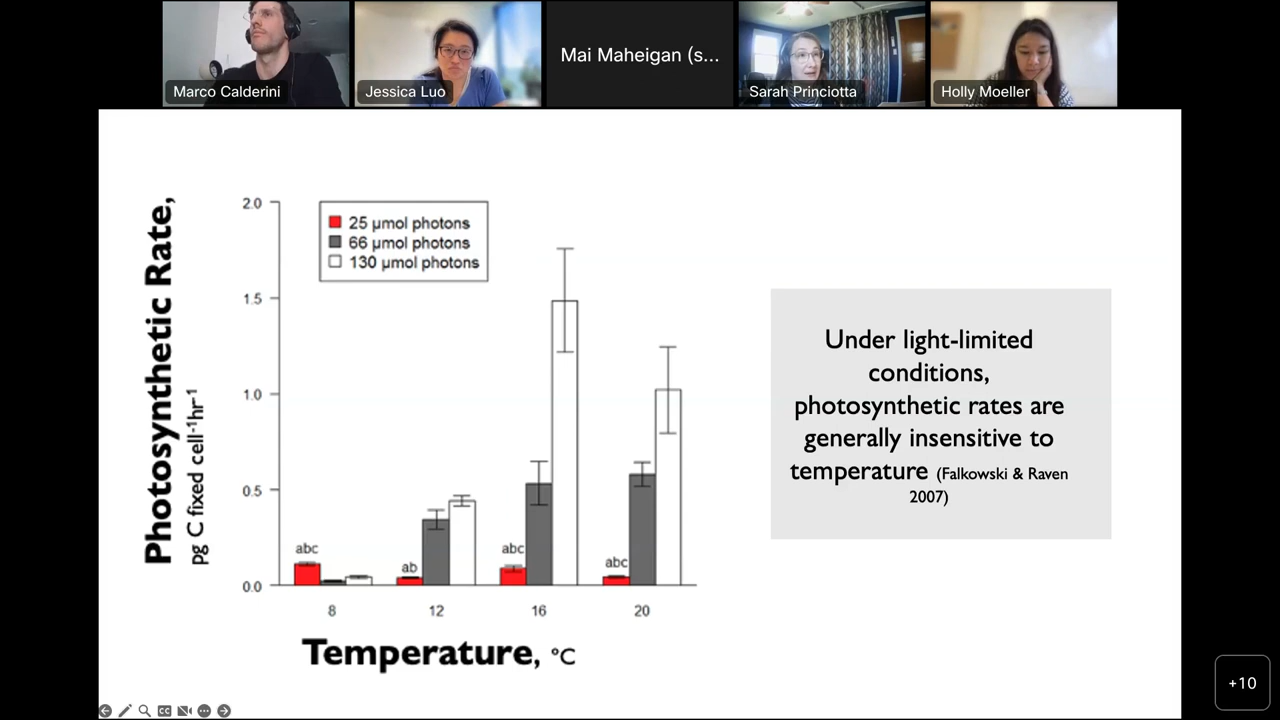 Marco Calderini
Jessica Luo
Mai Maheigan (s...
Sarah Princiotta
Holly Moeller
Photosynthetic Rate,
pg C fixed cell⁻¹hr⁻¹
2.0
1.5
1.0
0.5
0.0
25 µmol photons
66 µmol photons
130 µmol photons
abc
ab
abc
abc
8
12
16
20
Temperature, °C
Under light-limited
conditions,
photosynthetic rates are
generally insensitive to
temperature (Falkowski & Raven
2007)
CC
+10